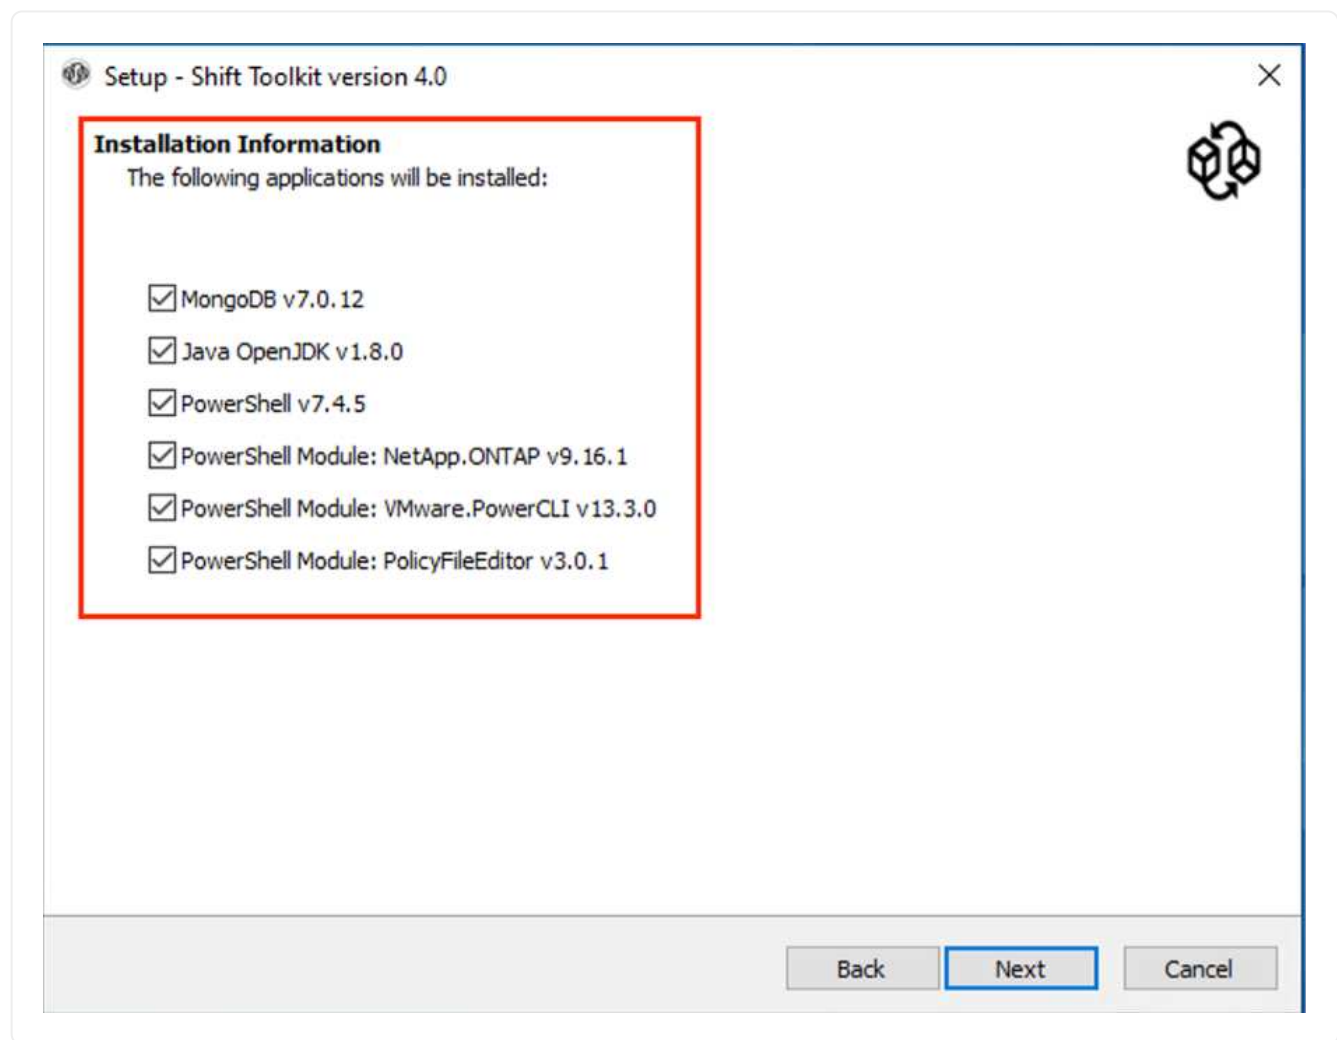 Setup - Shift Toolkit version 4.0
Installation Information
The following applications will be installed:
MongoDB v7.0.12
Java OpenJDK v1.8.0
PowerShell v7.4.5
PowerShell Module: NetApp.ONTAP v9.16.1
PowerShell Module: VMware.PowerCLI v13.3.0
PowerShell Module: PolicyFileEditor v3.0.1
Back Next Cancel